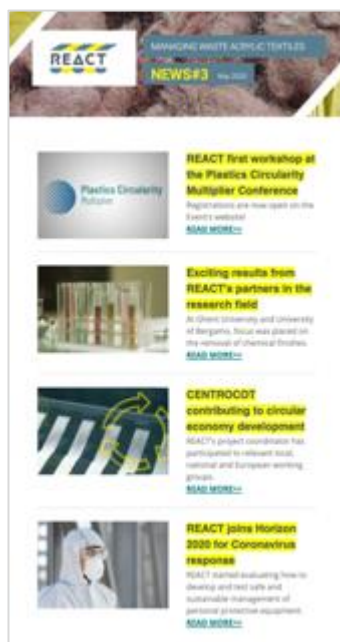 REACT
MANAGING WASTE ACRYLIC TEXTILES
NEWS#3 May 2020
REACT first workshop at
the Plastics Circularity
Multiplier Conference
Registrations are now open on the
Event's website!
READ MORE>>
Plastics Circularity
Multiplier
Exciting results from
REACT's partners in the
research field
At Ghent University and University
of Bergamo, focus was placed on
the removal of chemical finishes.
READ MORE>>
CENTROCOT
contributing to circular
economy development
REACT's project coordinator has
participated to relevant local,
national and European working
groups.
READ MORE>>
REACT joins Horizon
2020 for Coronavirus
response
REACT started evaluating how to
develop and test safe and
sustainable management of
personal protective equipment